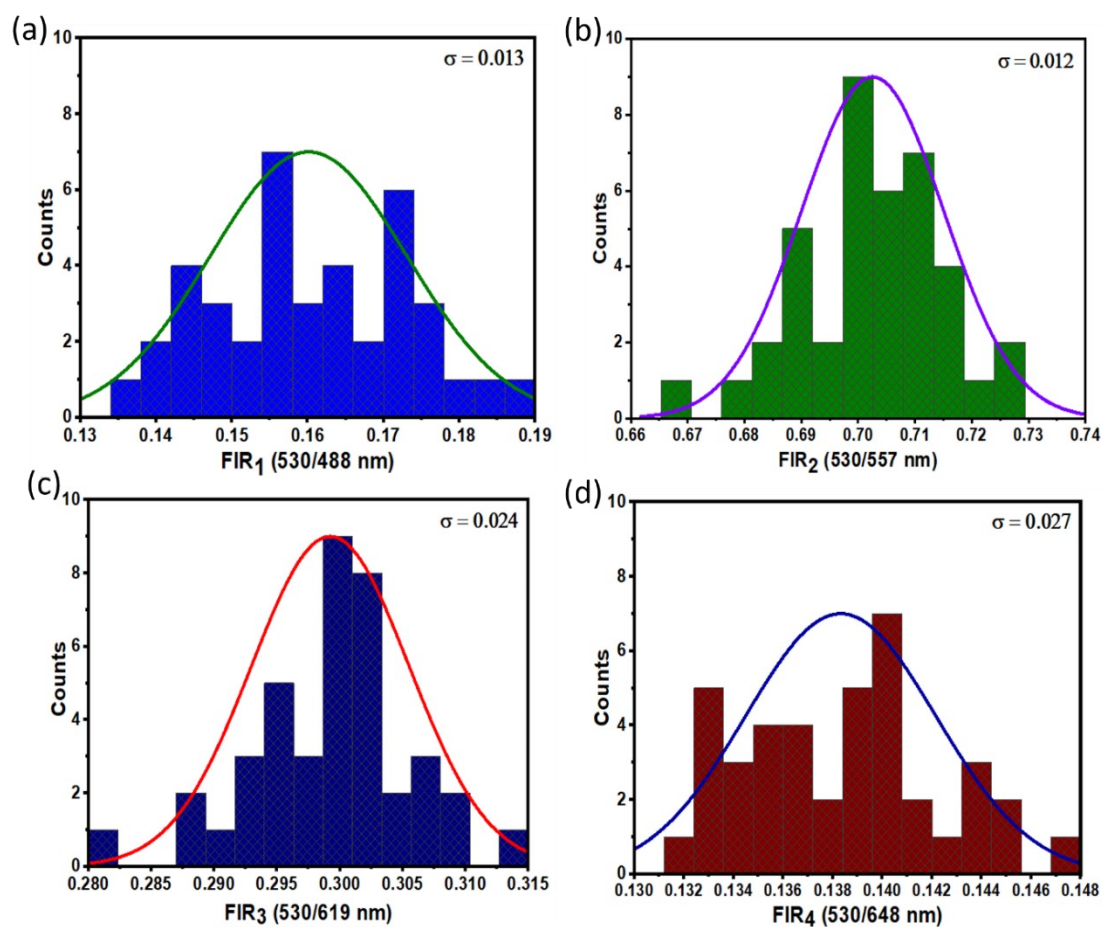 (a)
σ = 0.013
10
8
6
4
2
0
Counts
0.13 0.14 0.15 0.16 0.17 0.18 0.19
FIR1 (530/488 nm)
(b)
σ = 0.012
10
8
6
4
2
0
Counts
0.66 0.67 0.68 0.69 0.70 0.71 0.72 0.73 0.74
FIR2 (530/557 nm)
(c)
σ = 0.024
10
8
6
4
2
0
Counts
0.280 0.285 0.290 0.295 0.300 0.305 0.310 0.315
FIR3 (530/619 nm)
(d)
σ = 0.027
10
8
6
4
2
0
Counts
0.130 0.132 0.134 0.136 0.138 0.140 0.142 0.144 0.146 0.148
FIR4 (530/648 nm)